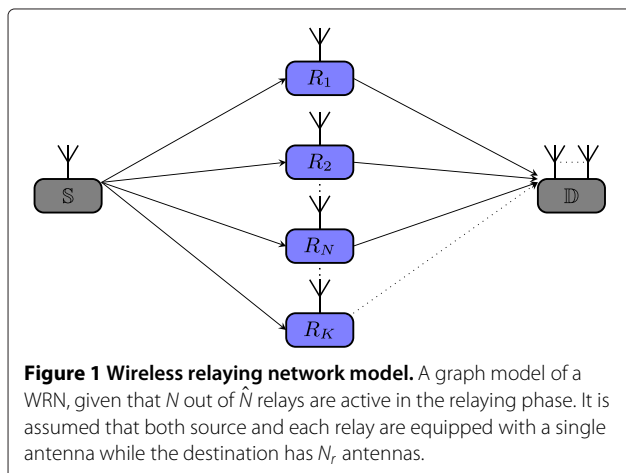 R₁
R₂
𝕊
𝔻
R_N
R_K
Figure 1 Wireless relaying network model. A graph model of a
WRN, given that N out of N̂ relays are active in the relaying phase. It is
assumed that both source and each relay are equipped with a single
antenna while the destination has Nᵣ antennas.